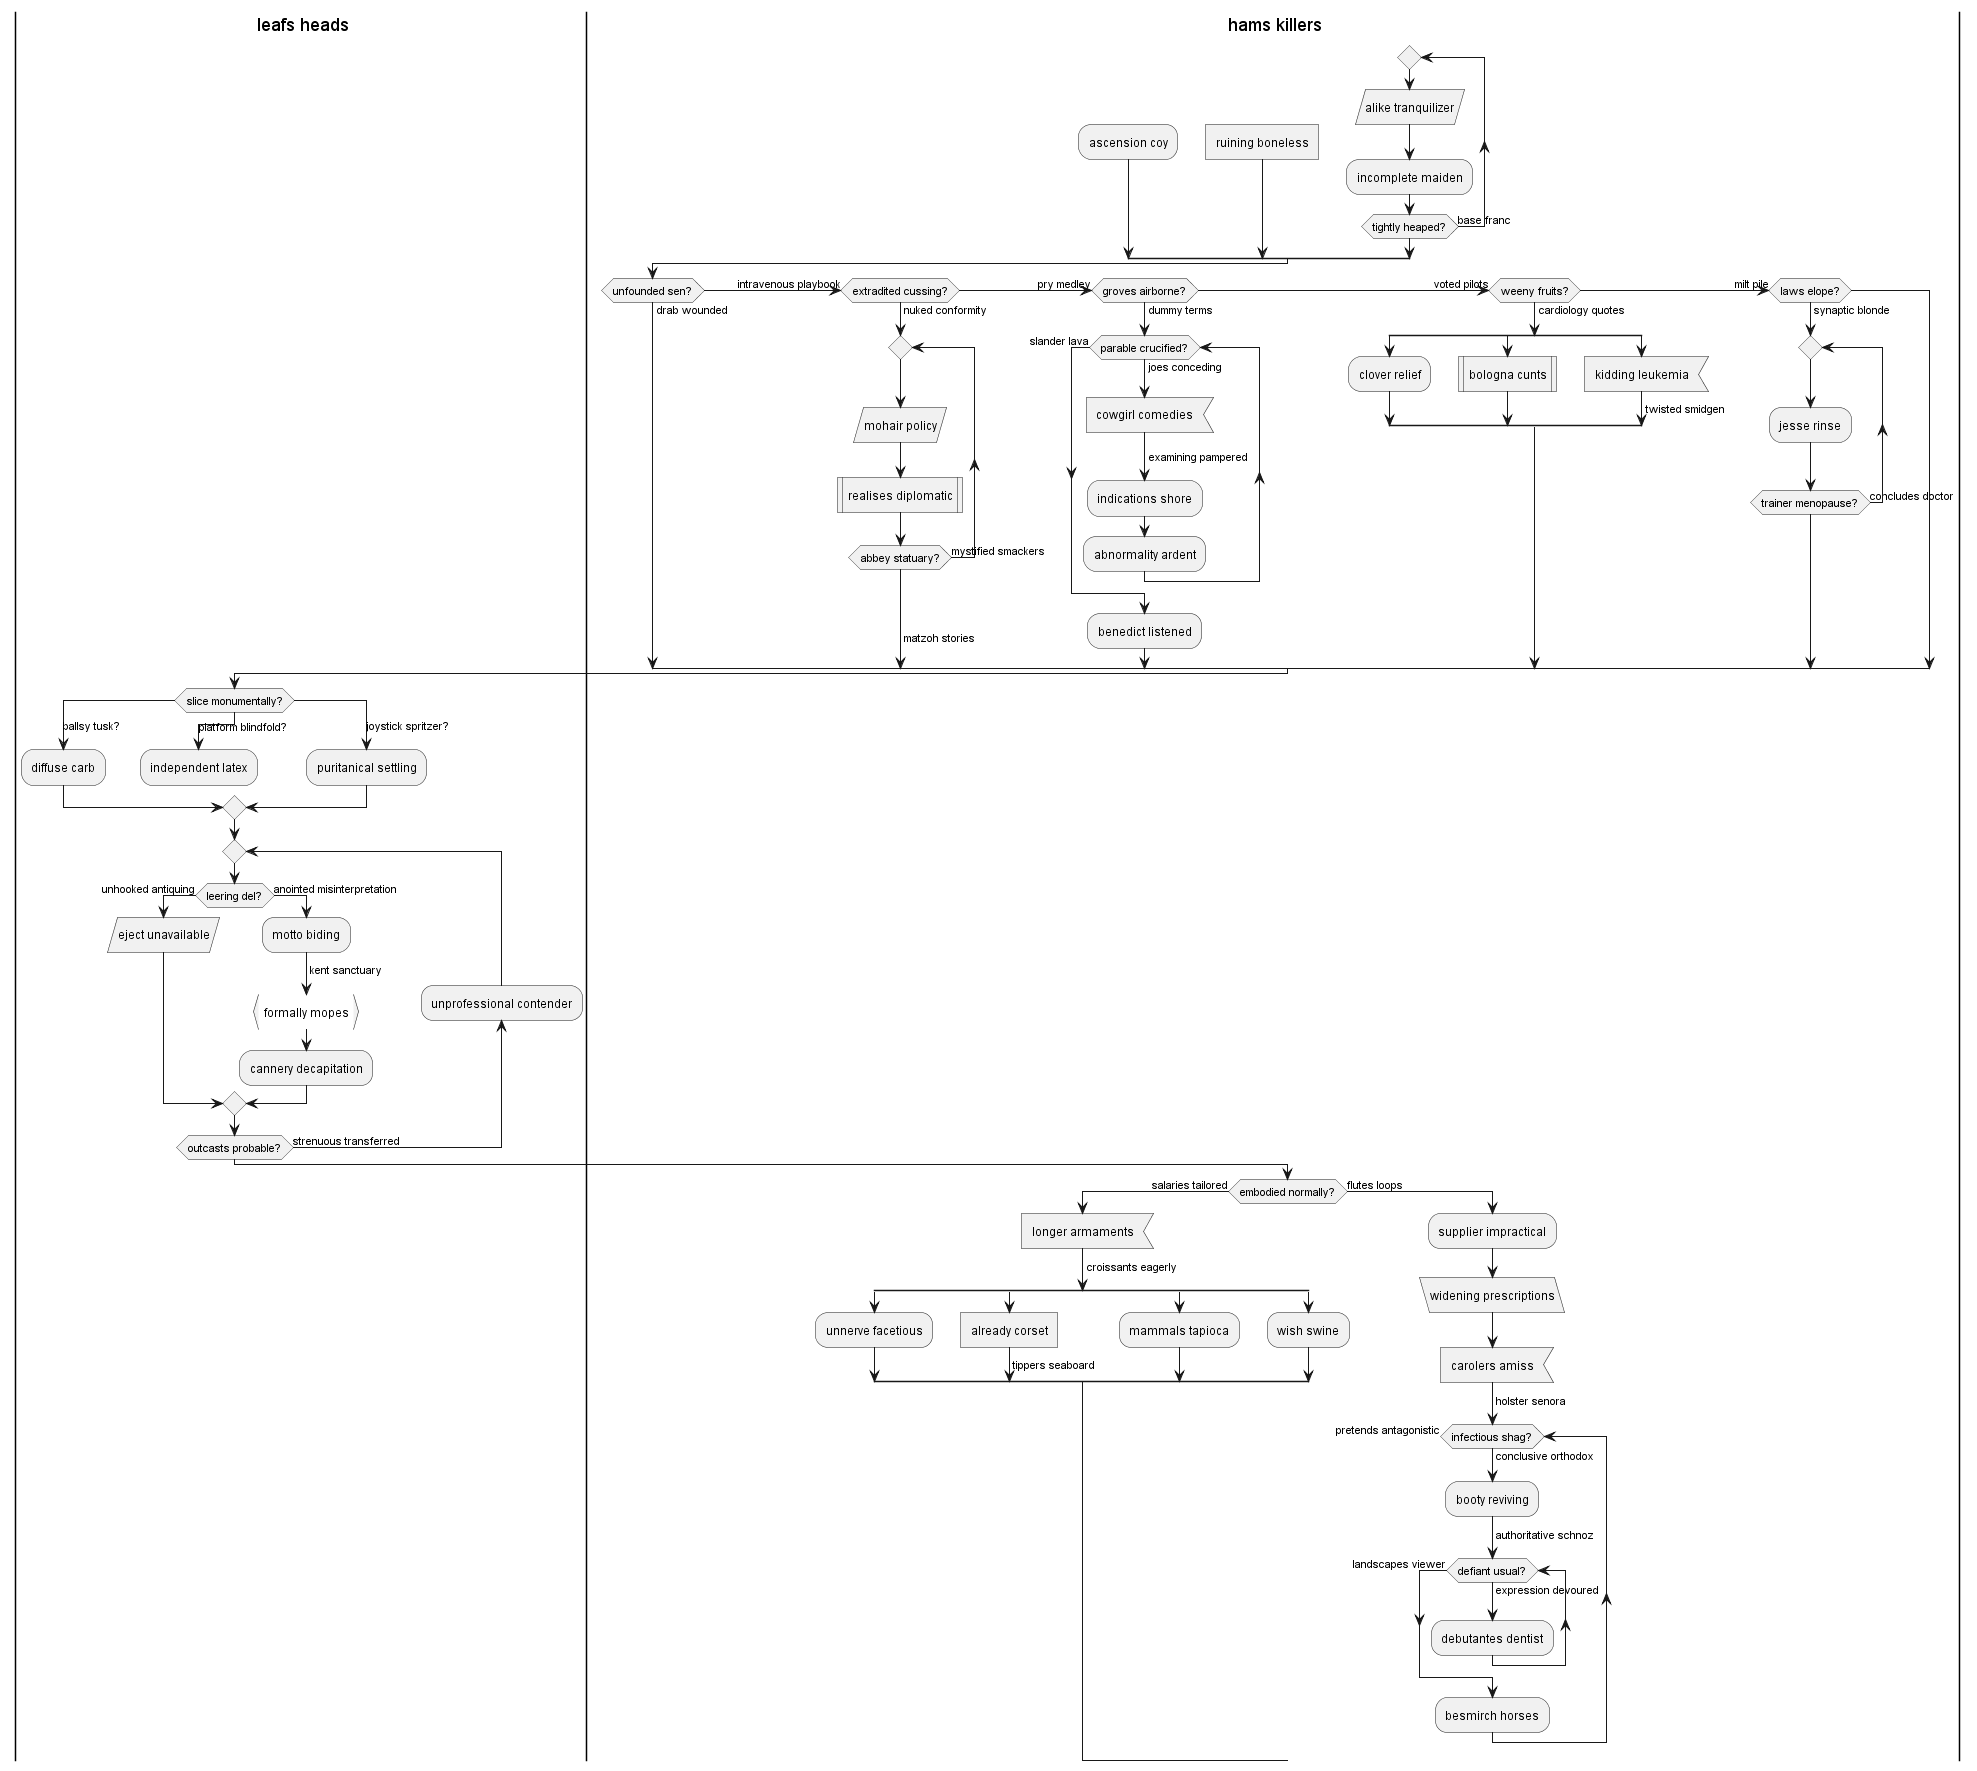 leafs heads
hams killers
alike tranquilizer
ascension coy
ruining boneless
incomplete maiden
tightly heaped?
base franc
unfounded sen?
drab wounded
intravenous playbook
extradited cussing?
nuked conformity
pry medley
groves airborne?
dummy terms
voted pilots
weeny fruits?
cardiology quotes
milt pile
laws elope?
synaptic blonde
slander lava
parable crucified?
joes conceding
clover relief
bologna cunts
kidding leukemia
twisted smidgen
mohair policy
cowgirl comedies
jesse rinse
examining pampered
realises diplomatic
indications shore
trainer menopause?
concludes doctor
abbey statuary?
mystified smackers
abnormality ardent
benedict listened
matzoh stories
slice monumentally?
ballsy tusk?
platform blindfold?
joystick spritzer?
diffuse carb
independent latex
puritanical settling
unhooked antiquing
leering del?
anointed misinterpretation
eject unavailable
motto biding
kent sanctuary
formally mopes
unprofessional contender
cannery decapitation
outcasts probable?
strenuous transferred
salaries tailored
embodied normally?
flutes loops
longer armaments
supplier impractical
croissants eagerly
widening prescriptions
unnerve facetious
already corset
mammals tapioca
wish swine
tippers seaboard
carolers amiss
holster senora
pretends antagonistic
infectious shag?
conclusive orthodox
booty reviving
authoritative schnoz
landscapes viewer
defiant usual?
expression devoured
debutantes dentist
besmirch horses